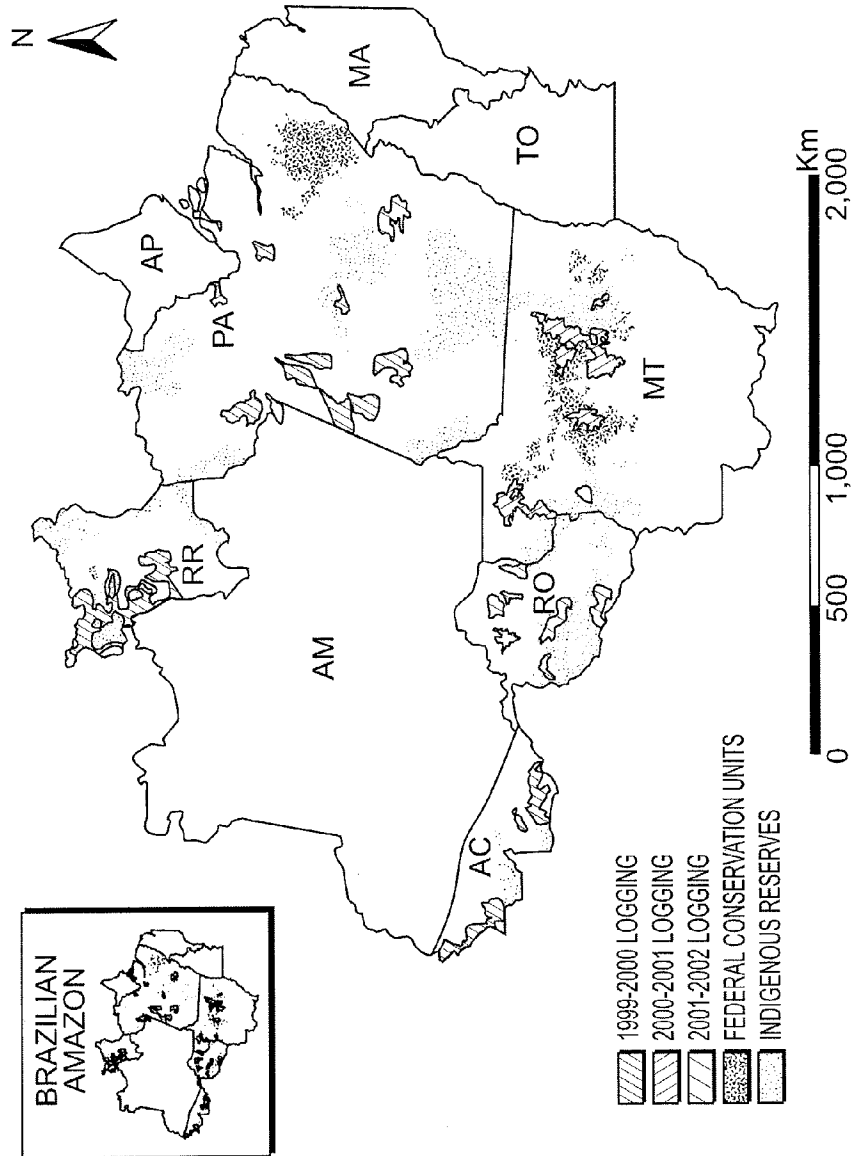 BRAZILIAN
AMAZON
N
RR
AP
PA
AM
MA
AC
RO
MT
TO
1999-2000 LOGGING
2000-2001 LOGGING
2001-2002 LOGGING
FEDERAL CONSERVATION UNITS
INDIGENOUS RESERVES
Km
0 500 1,000 2,000